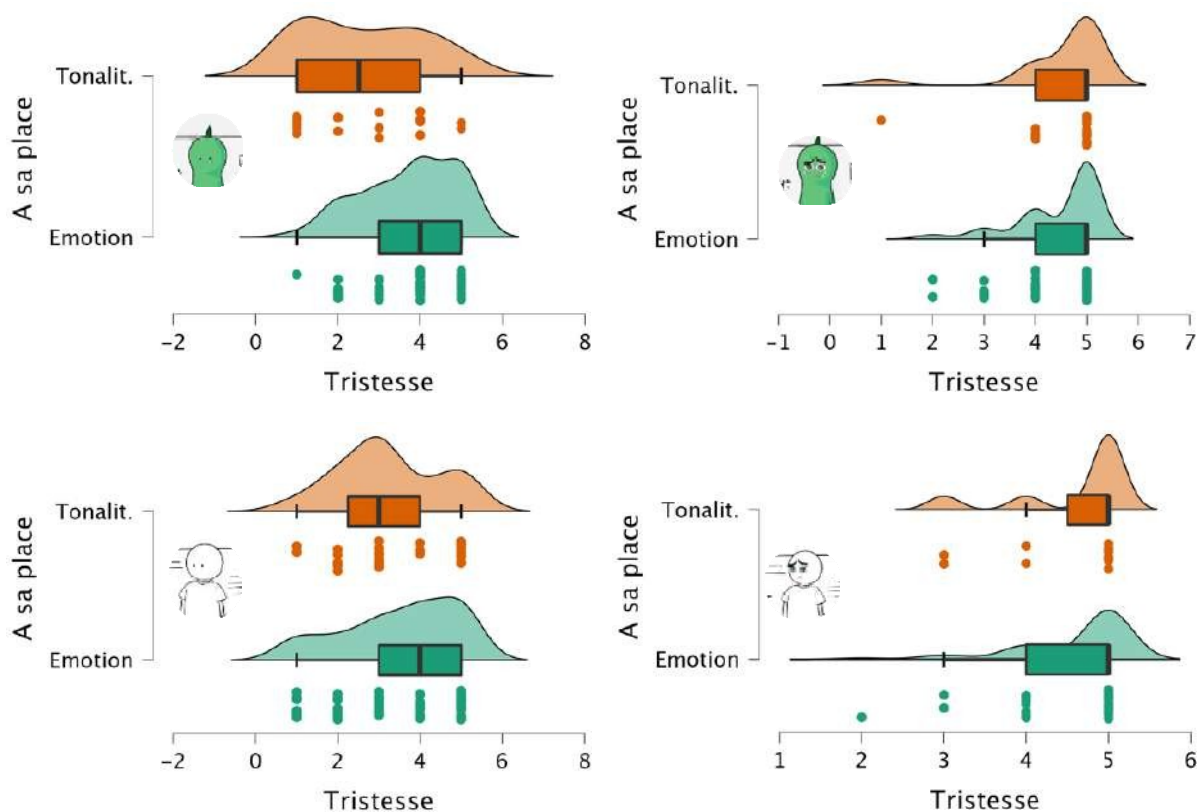 A sa place
Tonalit.
Emotion
-2 0 2 4 6 8
Tristesse
A sa place
Tonalit.
Emotion
-1 0 1 2 3 4 5 6 7
Tristesse
A sa place
Tonalit.
Emotion
-2 0 2 4 6 8
Tristesse
A sa place
Tonalit.
Emotion
1 2 3 4 5 6
Tristesse